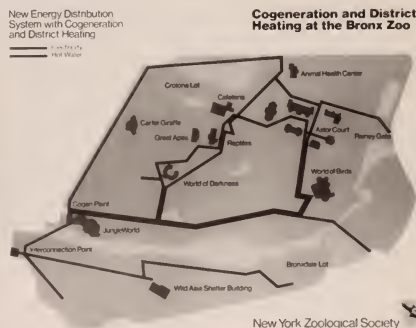 New Energy Distribution
System with Cogeneration
and District Heating
Electricity
Hot Water
Cogeneration and District
Heating at the Bronx Zoo
Animal Health Center
Crotona Lot
Cafeteria
Carter Giraffe
Great Apes
Reptiles
Astor Court
Rainey Gate
World of Darkness
World of Birds
Cogen Plant
JungleWorld
Interconnection Point
Bronxdale Lot
Wild Asia Shelter Building
New York Zoological Society